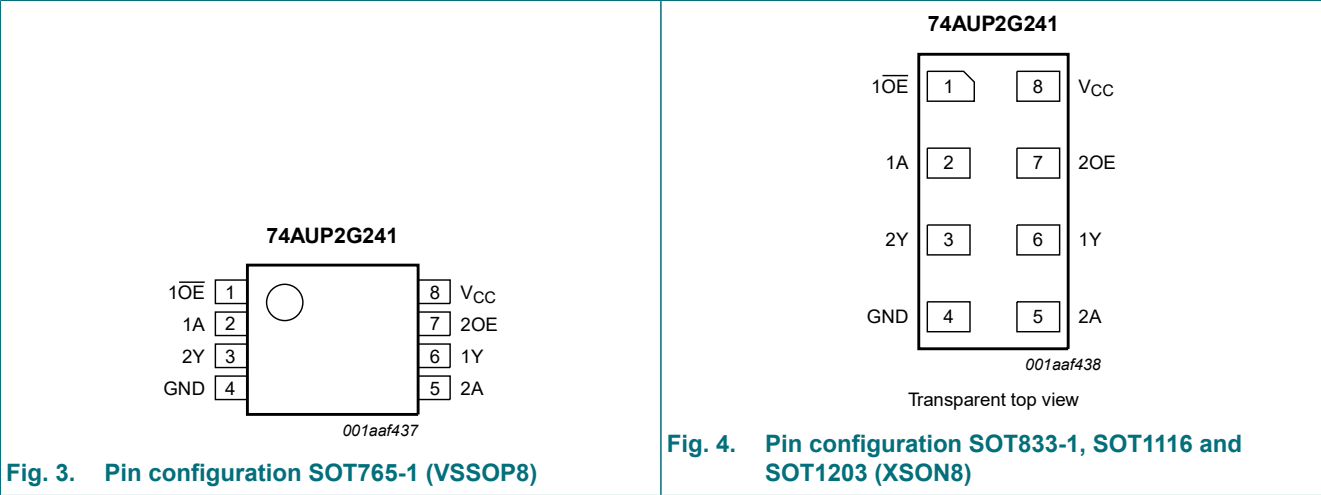 74AUP2G241
1O̅E̅ 1
1A 2
2Y 3
GND 4
8 VCC
7 2OE
6 1Y
5 2A
001aaf437
Fig. 3. Pin configuration SOT765-1 (VSSOP8)
74AUP2G241
1O̅E̅ 1
1A 2
2Y 3
GND 4
8 VCC
7 2OE
6 1Y
5 2A
001aaf438
Transparent top view
Fig. 4. Pin configuration SOT833-1, SOT1116 and
SOT1203 (XSON8)